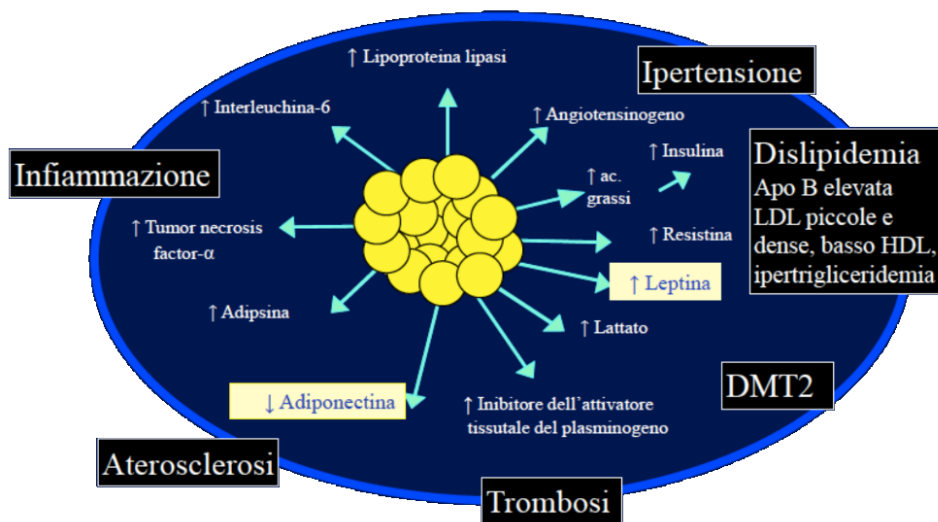 ↑ Lipoproteina lipasi
Ipertensione
↑ Interleuchina-6
↑ Angiotensinogeno
↑ Insulina
Dislipidemia
Apo B elevata
LDL piccole e
dense, basso HDL,
ipertrigliceridemia
Infiammazione
↑ ac.
grassi
↑ Tumor necrosis
factor-α
↑ Resistina
↑ Leptina
↑ Adipsina
↑ Lattato
↓ Adiponectina
↑ Inibitore dell'attivatore
tissutale del plasminogeno
DMT2
Aterosclerosi
Trombosi